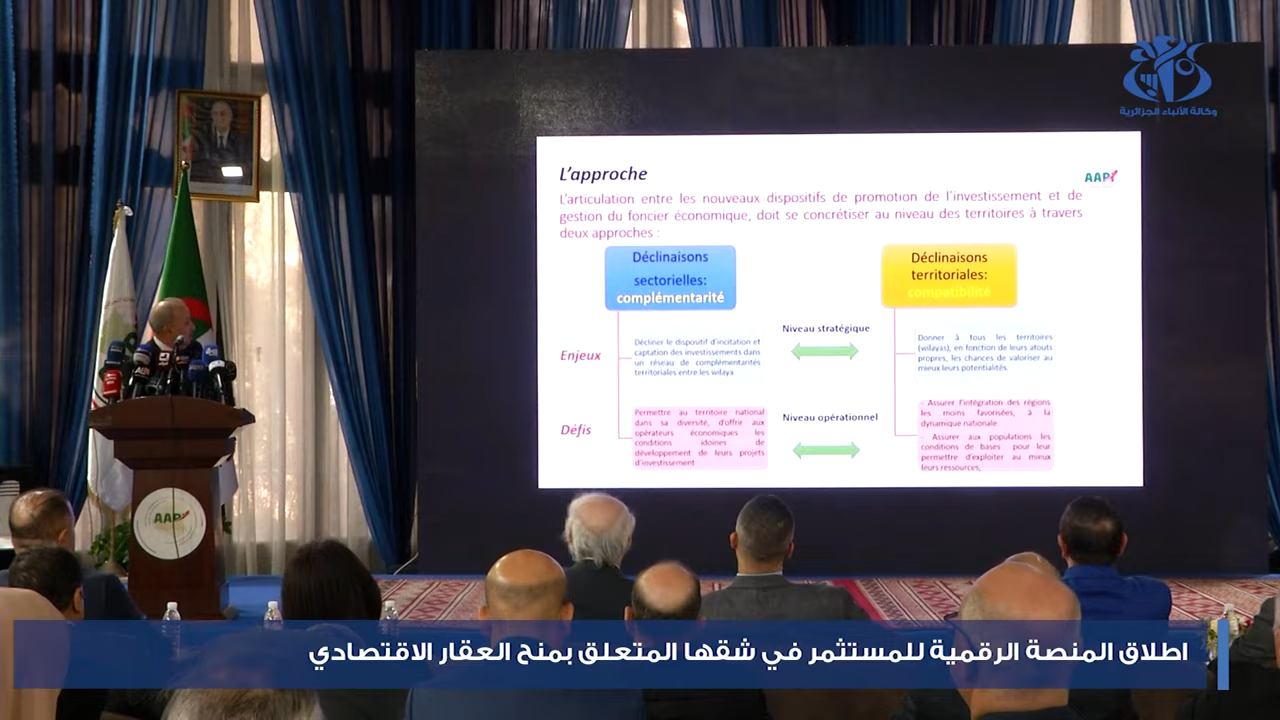 وكالة الأنباء الجزائرية
L'approche
AAPI
L'articulation entre les nouveaux dispositifs de promotion de l'investissement et de
gestion du foncier économique, doit se concrétiser au niveau des territoires à travers
deux approches :
Déclinaisons
sectorielles:
complémentarité
Déclinaisons
territoriales:
compatibilité
Niveau stratégique
Enjeux
Décliner le dispositif d'incitation et
captation des investissements dans
un réseau de complémentarités
territoriales entre les wilaya
Donner à tous les territoires
(wilayas), en fonction de leurs atouts
propres, les chances de valoriser au
mieux leurs potentialités.
Niveau opérationnel
Défis
Permettre au territoire national
dans sa diversité, d'offrir aux
opérateurs économiques les
conditions idoines de
développement de leurs projets
d'investissement
- Assurer l'intégration des régions
les moins favorisées, à la
dynamique nationale
- Assurer aux populations les
conditions de bases pour leur
permettre d'exploiter au mieux
leurs ressources,
AAPI
اطلاق المنصة الرقمية للمستثمر في شقها المتعلق بمنح العقار الاقتصادي